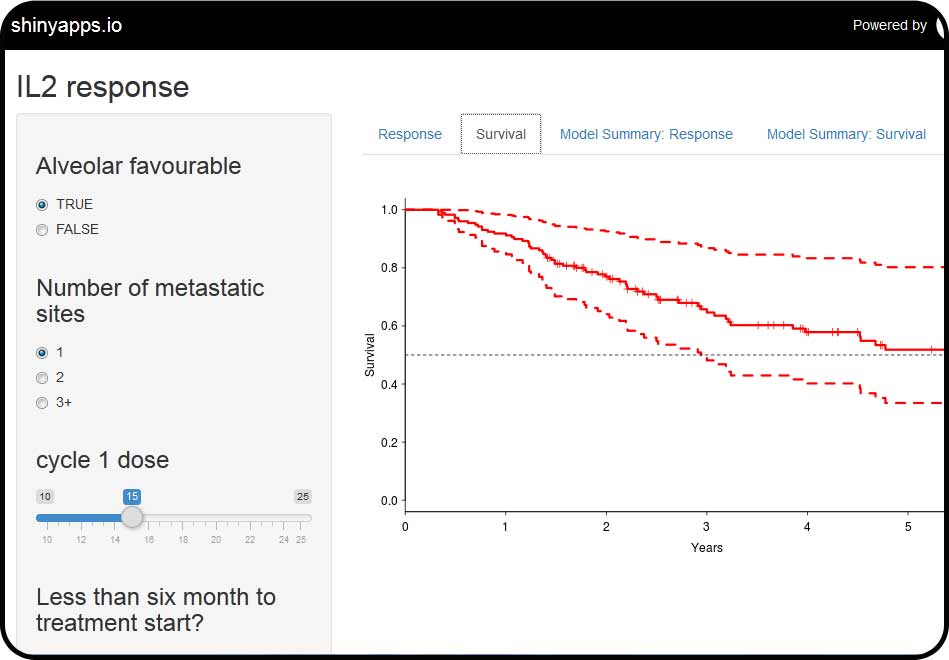 shinyapps.io
Powered by
IL2 response
Alveolar favourable
TRUE
FALSE
Number of metastatic
sites
1
2
3+
cycle 1 dose
10 15 25
10 12 14 16 18 20 22 24 25
Less than six month to
treatment start?
Response Survival Model Summary: Response Model Summary: Survival
Survival
1.0
0.8
0.6
0.4
0.2
0.0
0 1 2 3 4 5
Years